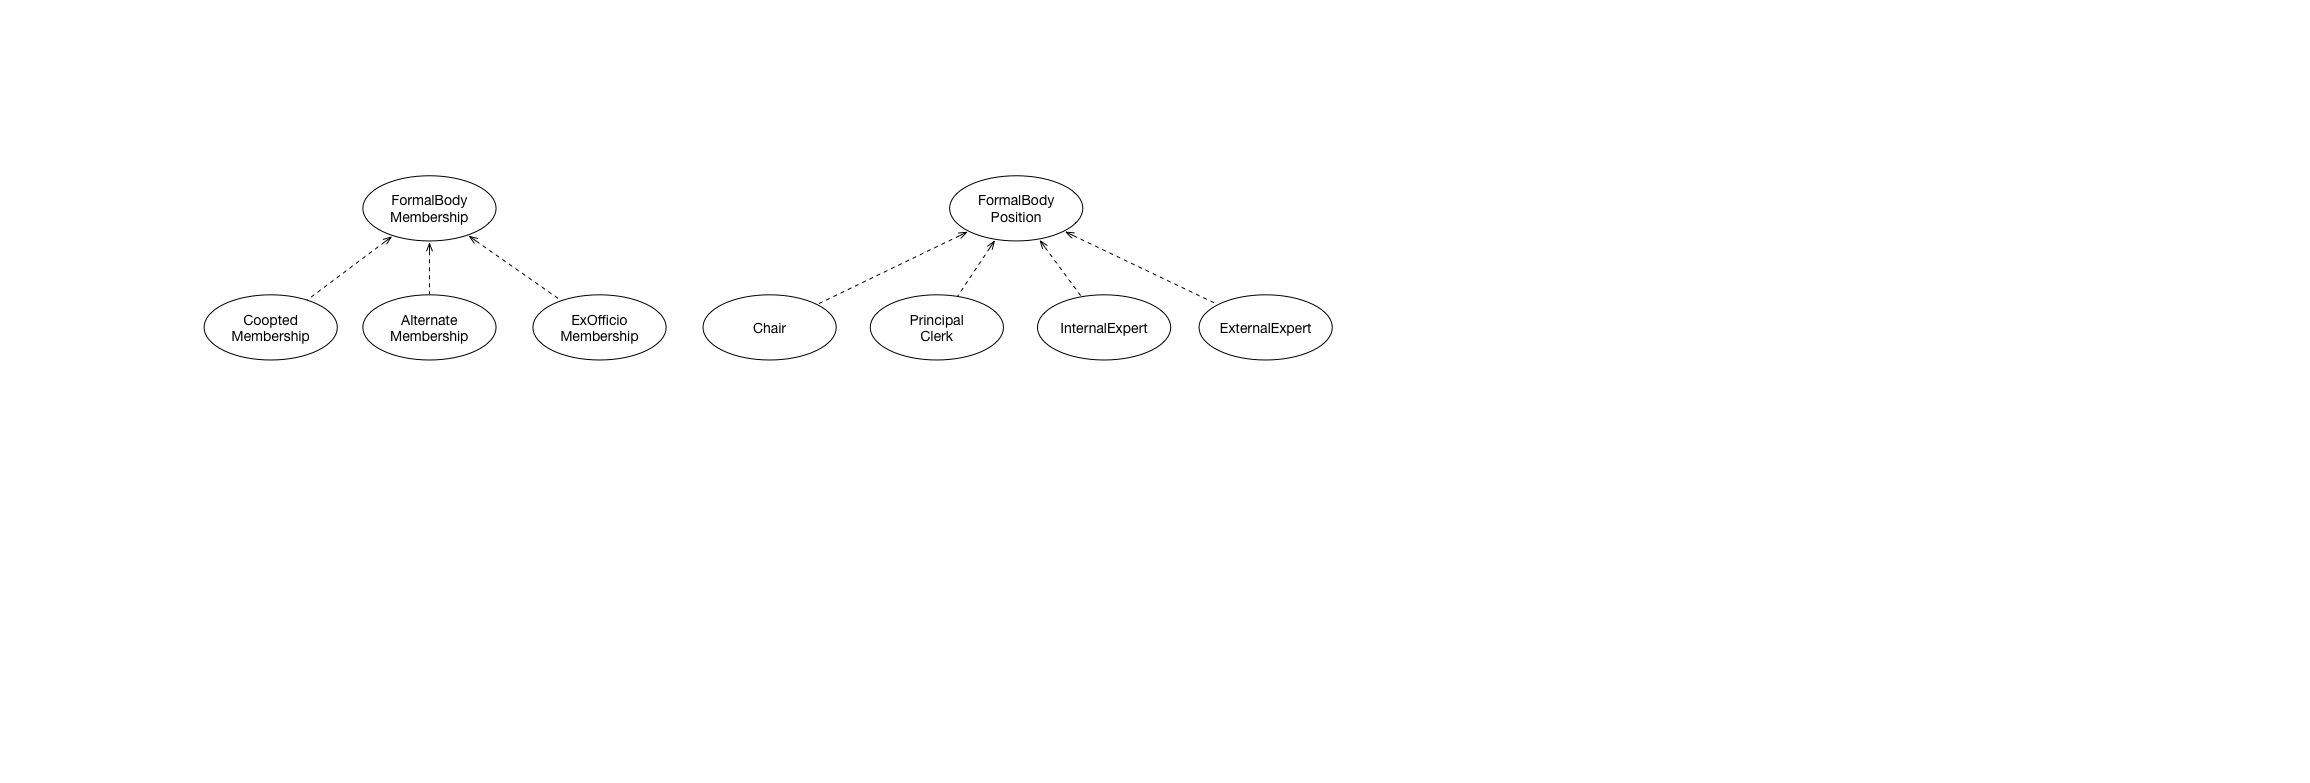 FormalBody
Membership
FormalBody
Position
Coopted
Membership
Alternate
Membership
ExOfficio
Membership
Chair
Principal
Clerk
InternalExpert
ExternalExpert